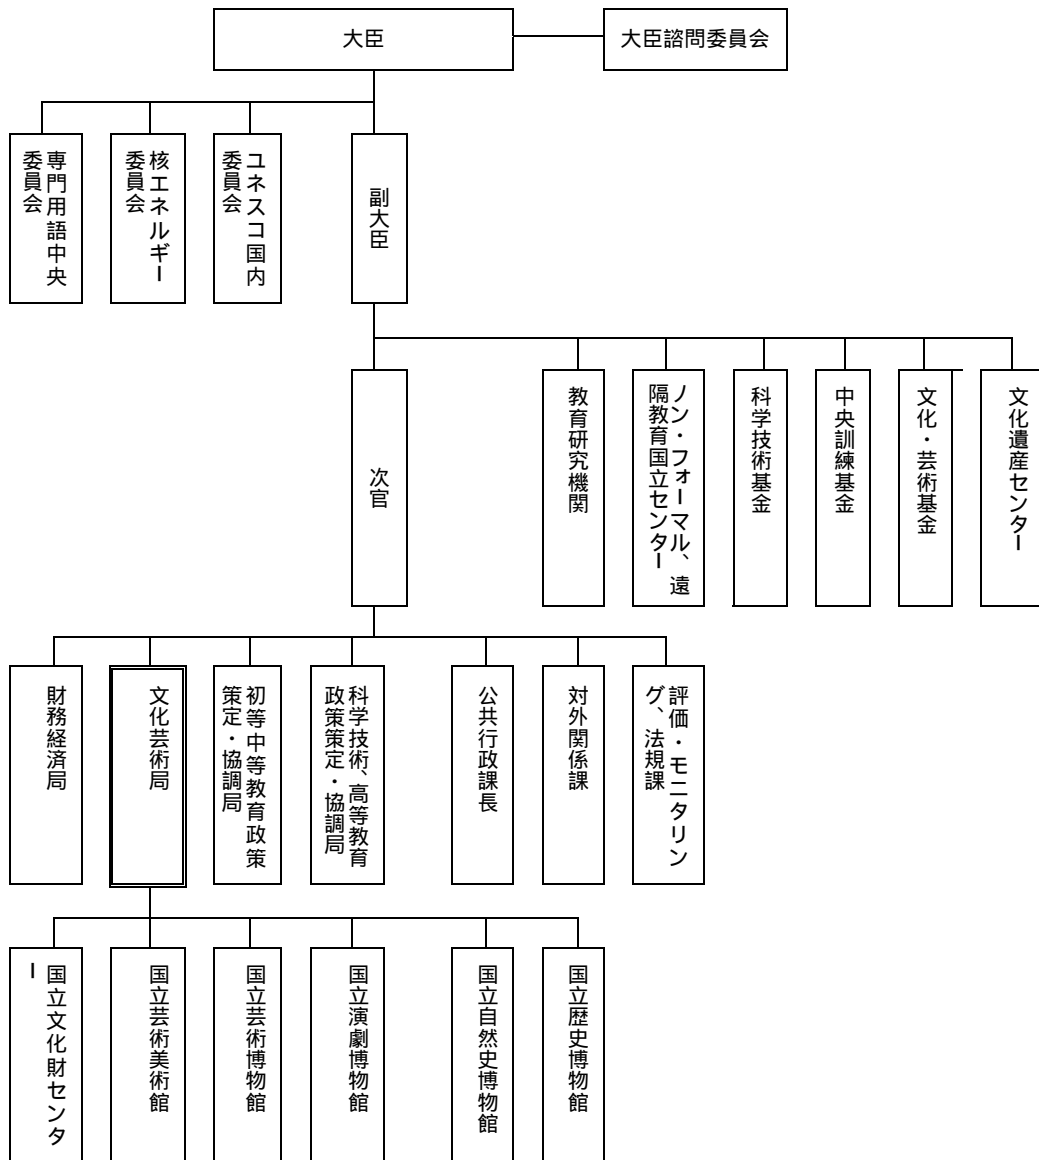 大臣
大臣諮問委員会
専門用語中央
委員会
核エネルギー
委員会
ユネスコ国内
委員会
副大臣
次官
教育研究機関
ノン・フォーマル、遠
隔教育国立センター
科学技術基金
中央訓練基金
文化・芸術基金
文化遺産センター
財務経済局
文化芸術局
初等中等教育政策
策定・協調局
科学技術、高等教育
政策策定・協調局
公共行政課長
対外関係課
評価・モニタリン
グ、法規課
国立文化財センタ
ー
国立芸術美術館
国立芸術博物館
国立演劇博物館
国立自然史博物館
国立歴史博物館